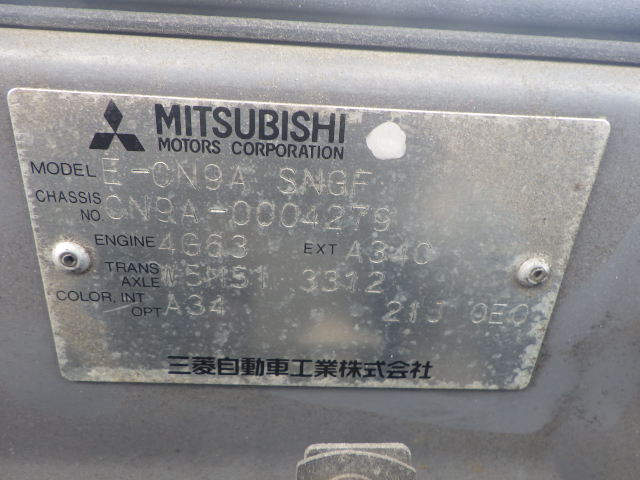 MITSUBISHI
MOTORS CORPORATION
MODEL E-CN9A SNGF
CHASSIS NO. CN9A-0004279
ENGINE 4G63 EXT A34C
TRANS AXLE W5M51 3312
COLOR, INT OPT A34 21J 0EO
三菱自動車工業株式会社